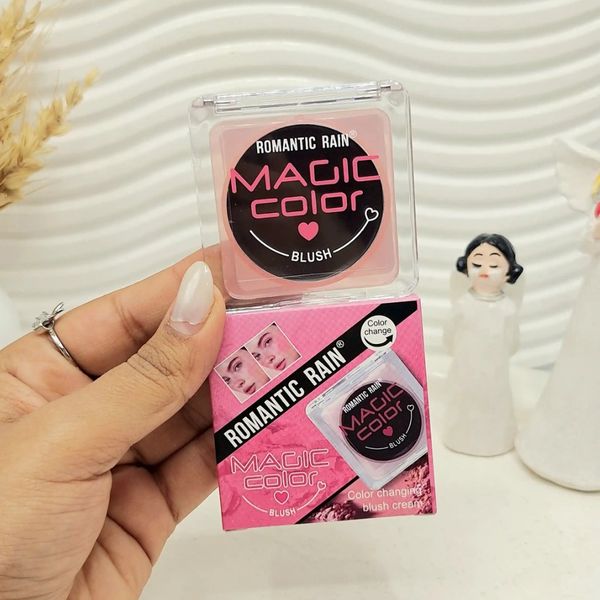 ROMANTIC RAIN®
MAGIC
color
BLUSH
Color
change
ROMANTIC RAIN®
MAGIC
color
BLUSH
ROMANTIC RAIN
MAGIC
color
BLUSH
Color changing
blush cream